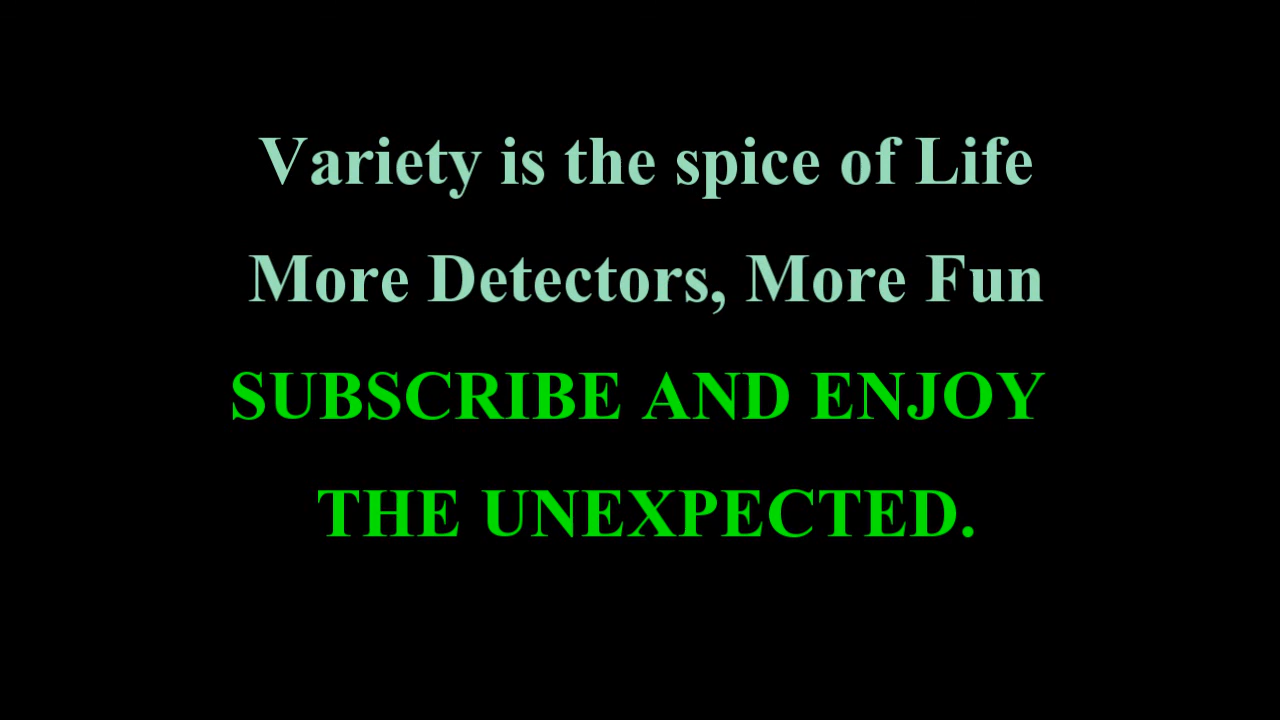 Variety is the spice of Life
More Detectors, More Fun
SUBSCRIBE AND ENJOY
THE UNEXPECTED.